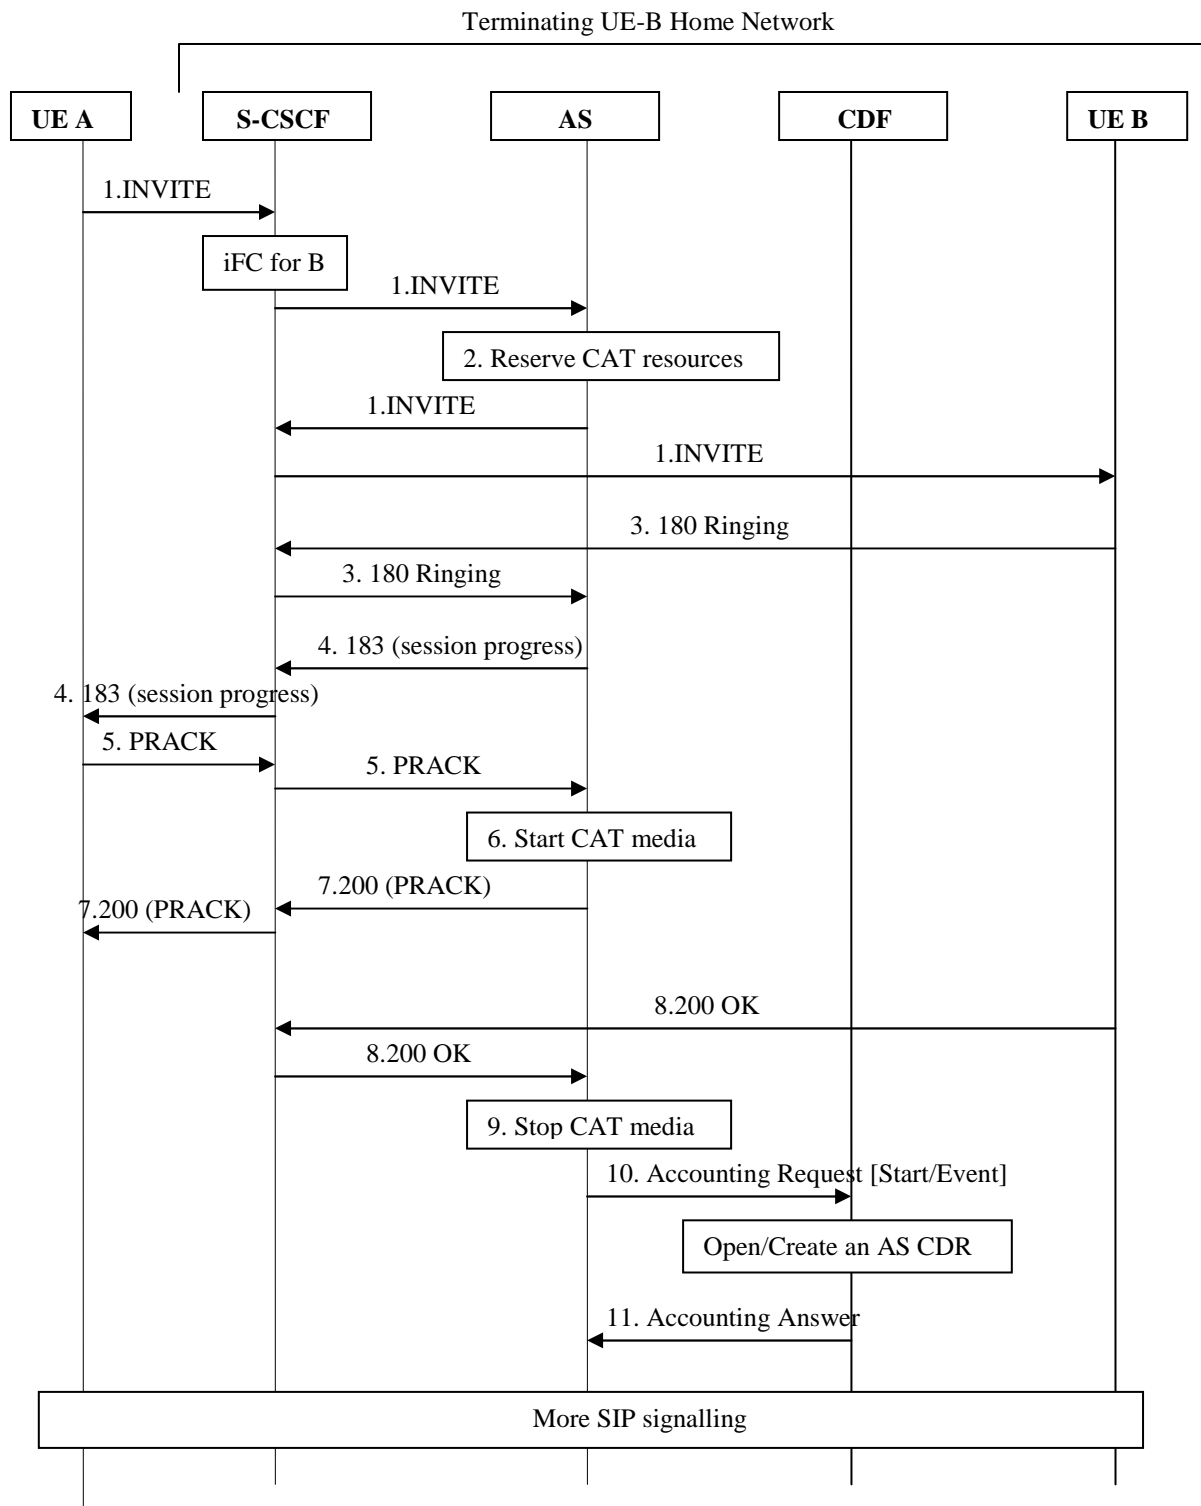 Terminating UE-B Home Network
UE A
S-CSCF
AS
CDF
UE B
1.INVITE
iFC for B
1.INVITE
2. Reserve CAT resources
1.INVITE
1.INVITE
3. 180 Ringing
3. 180 Ringing
4. 183 (session progress)
4. 183 (session progress)
5. PRACK
5. PRACK
6. Start CAT media
7.200 (PRACK)
7.200 (PRACK)
8.200 OK
8.200 OK
9. Stop CAT media
10. Accounting Request [Start/Event]
Open/Create an AS CDR
11. Accounting Answer
More SIP signalling